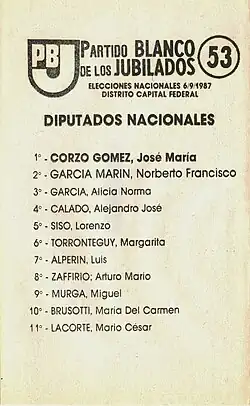 PBJ
PARTIDO BLANCO
DE LOS JUBILADOS
53
ELECCIONES NACIONALES 6/9/1987
DISTRITO CAPITAL FEDERAL
DIPUTADOS NACIONALES
1° - CORZO GOMEZ, José María
2° - GARCIA MARIN, Norberto Francisco
3° - GARCIA, Alicia Norma
4° - CALADO, Alejandro José
5° - SISO, Lorenzo
6° - TORRONTEGUY, Margarita
7° - ALPERIN, Luis
8° - ZAFFIRIO; Arturo Mario
9° - MURGA, Miguel
10° - BRUSOTTI, María Del Carmen
11° - LACORTE, Mario César